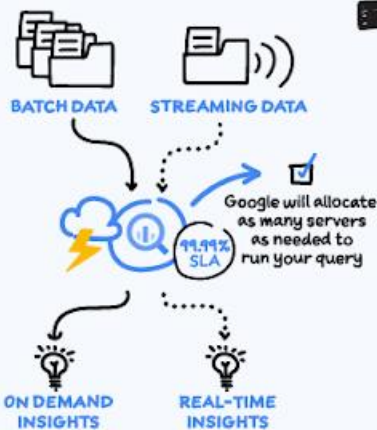 BATCH DATA
STREAMING DATA
Google will allocate
as many servers
as needed to
run your query
99.99%
SLA
ON DEMAND
INSIGHTS
REAL-TIME
INSIGHTS